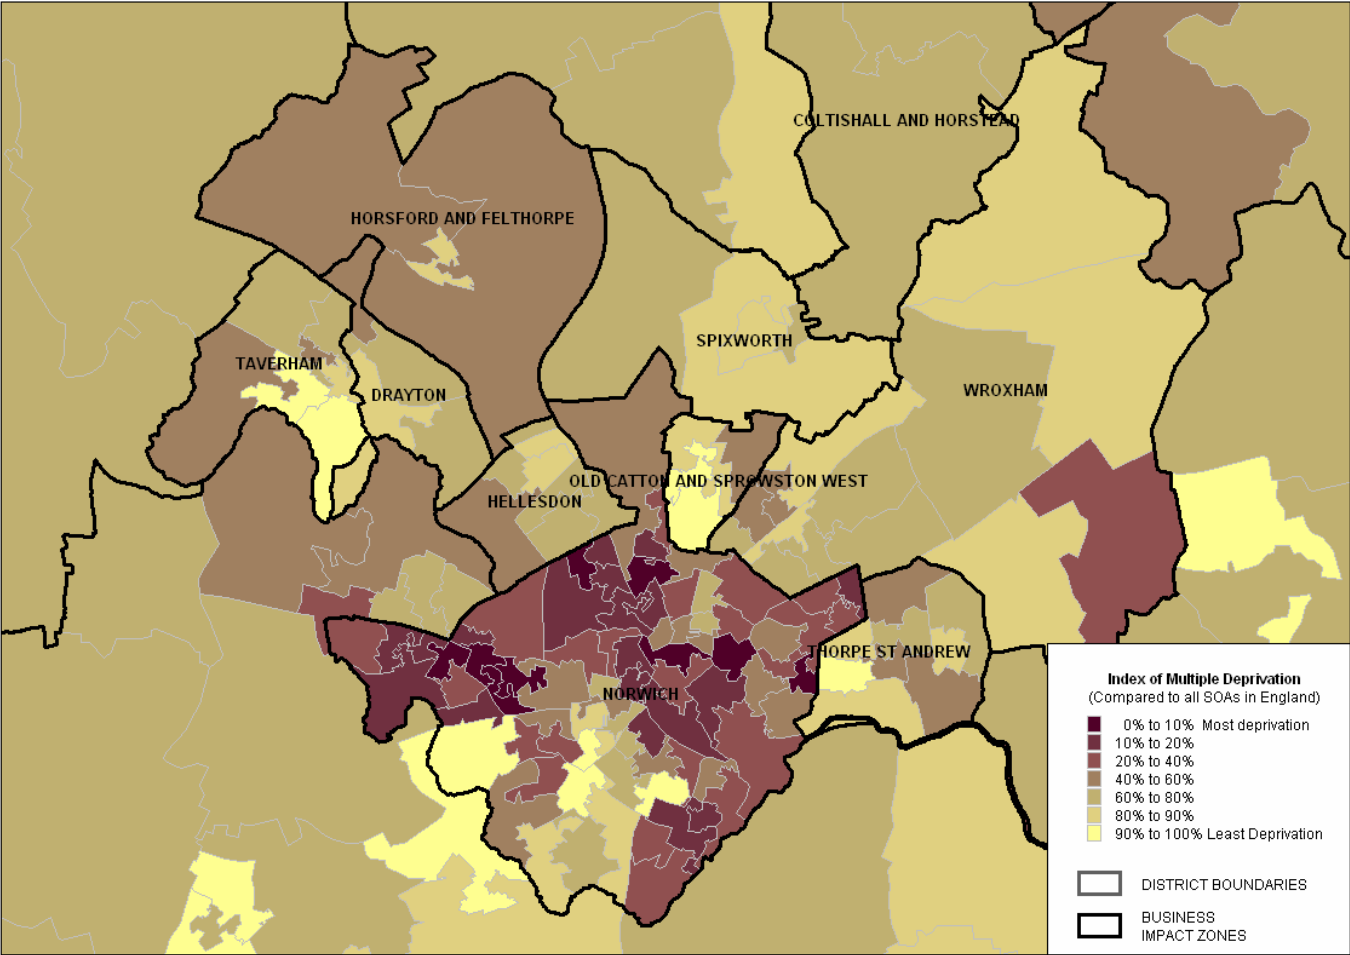 COLTISHALL AND HORSTEAD
HORSFORD AND FELTHORPE
SPIXWORTH
TAVERHAM
DRAYTON
WROXHAM
OLD CATTON AND SPROWSTON WEST
HELLESDON
THORPE ST ANDREW
NORWICH
Index of Multiple Deprivation
(Compared to all SOAs in England)
0% to 10% Most deprivation
10% to 20%
20% to 40%
40% to 60%
60% to 80%
80% to 90%
90% to 100% Least Deprivation
DISTRICT BOUNDARIES
BUSINESS
IMPACT ZONES